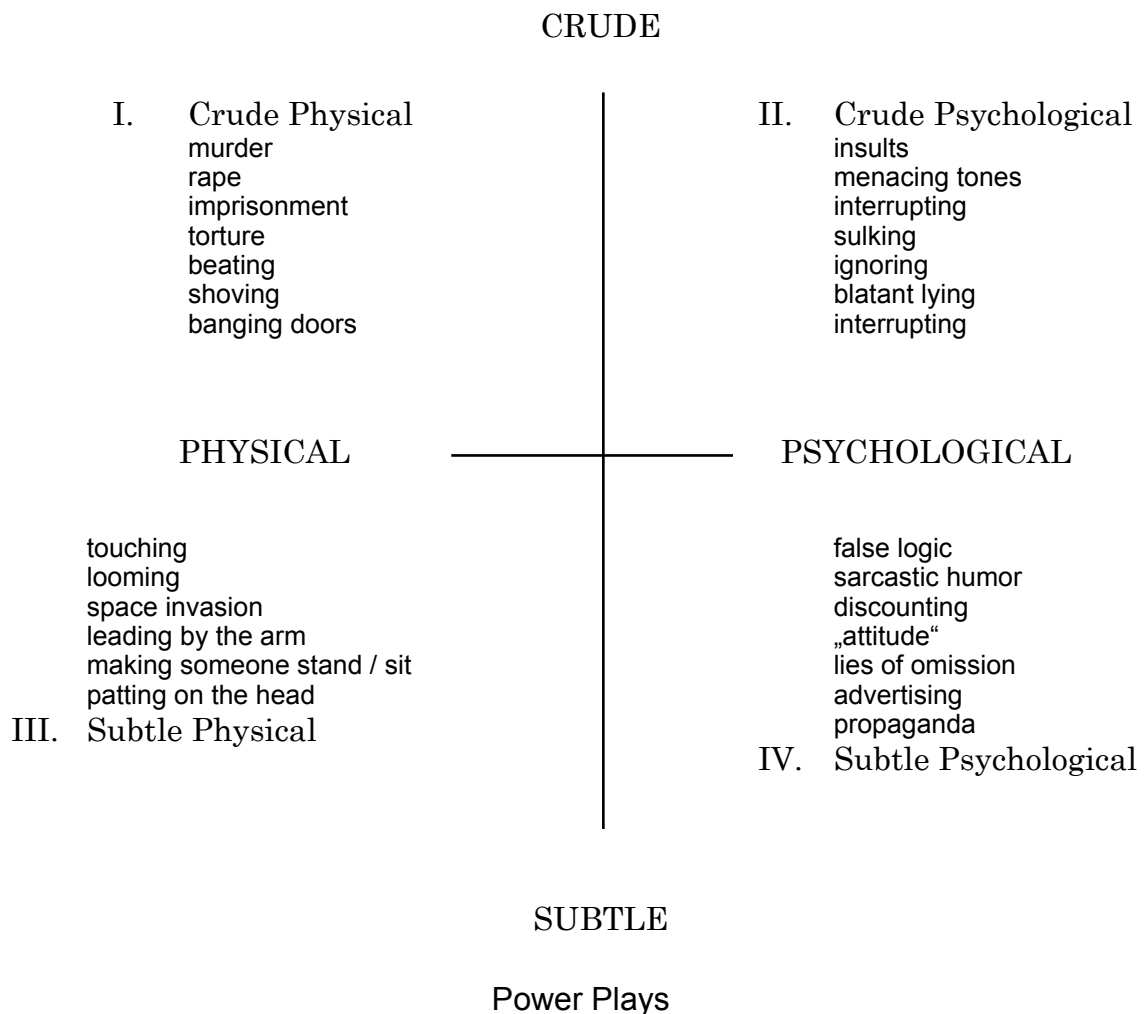 CRUDE
I. Crude Physical
murder
rape
imprisonment
torture
beating
shoving
banging doors
II. Crude Psychological
insults
menacing tones
interrupting
sulking
ignoring
blatant lying
interrupting
PHYSICAL
PSYCHOLOGICAL
touching
looming
space invasion
leading by the arm
making someone stand / sit
patting on the head
III. Subtle Physical
false logic
sarcastic humor
discounting
„attitude“
lies of omission
advertising
propaganda
IV. Subtle Psychological
SUBTLE
Power Plays